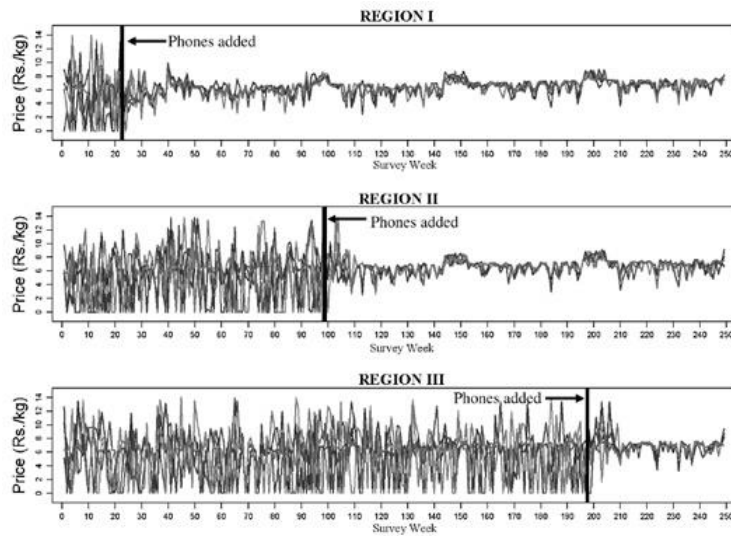 REGION I
Phones added
Price (Rs./kg)
0 2 4 6 8 10 12 14
0 10 20 30 40 50 60 70 80 90 100 110 120 130 140 150 160 170 180 190 200 210 220 230 240 250
Survey Week
REGION II
Phones added
Price (Rs./kg)
0 2 4 6 8 10 12 14
0 10 20 30 40 50 60 70 80 90 100 110 120 130 140 150 160 170 180 190 200 210 220 230 240 250
Survey Week
REGION III
Phones added
Price (Rs./kg)
0 2 4 6 8 10 12 14
0 10 20 30 40 50 60 70 80 90 100 110 120 130 140 150 160 170 180 190 200 210 220 230 240 250
Survey Week